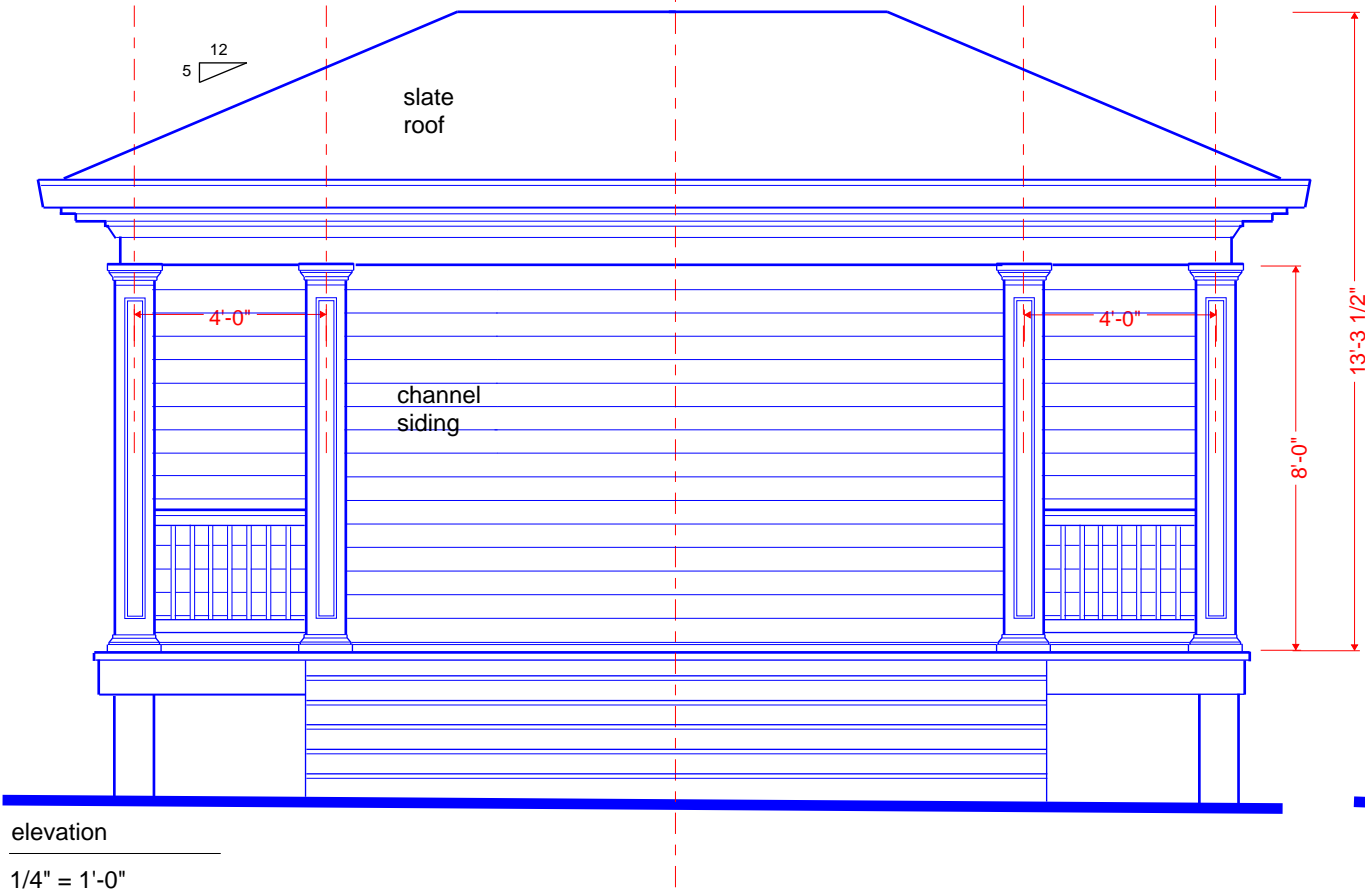 12
5
slate
roof
4'-0"
4'-0"
13'-3 1/2"
channel
siding
8'-0"
elevation
1/4" = 1'-0"